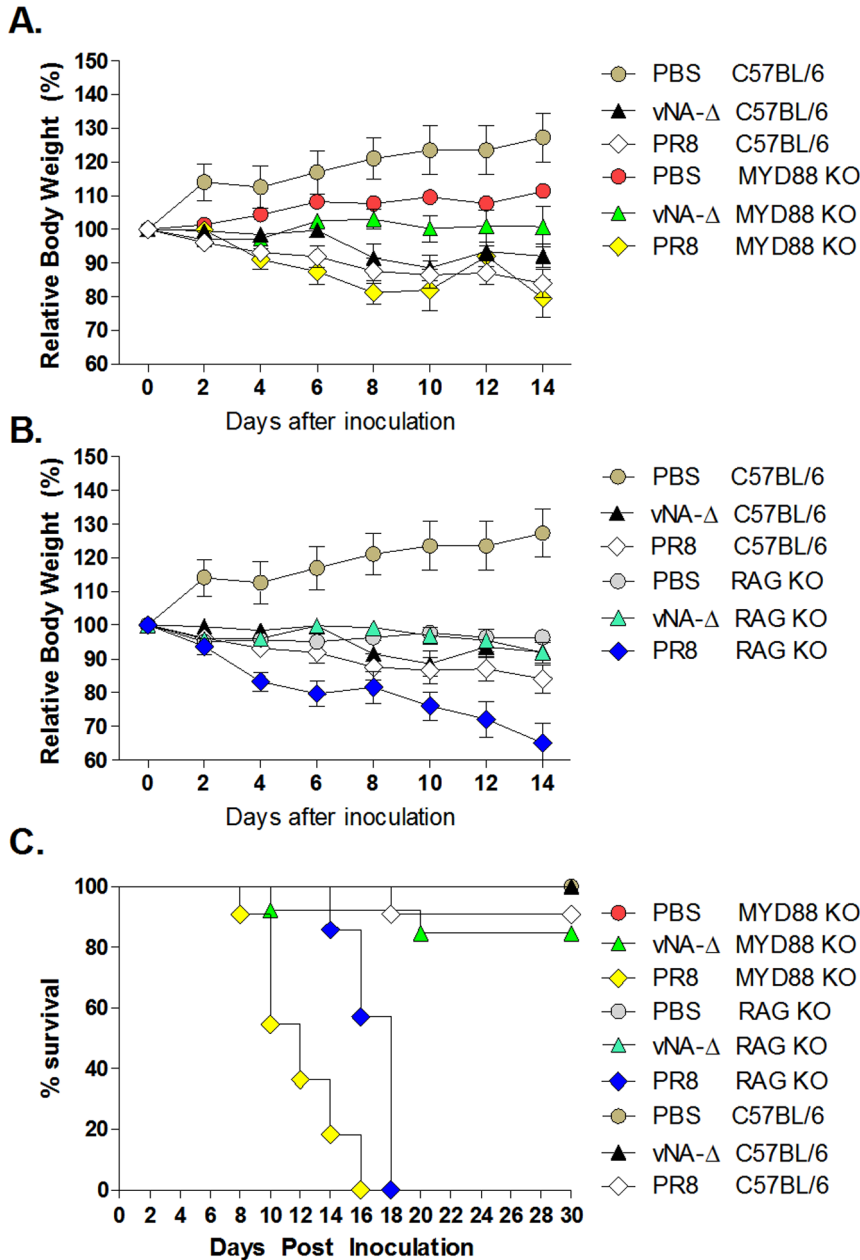 A.
Relative Body Weight (%)
150
140
130
120
110
100
90
80
70
60
0 2 4 6 8 10 12 14
Days after inoculation
PBS C57BL/6
vNA-Δ C57BL/6
PR8 C57BL/6
PBS MYD88 KO
vNA-Δ MYD88 KO
PR8 MYD88 KO
B.
Relative Body Weight (%)
150
140
130
120
110
100
90
80
70
60
0 2 4 6 8 10 12 14
Days after inoculation
PBS C57BL/6
vNA-Δ C57BL/6
PR8 C57BL/6
PBS RAG KO
vNA-Δ RAG KO
PR8 RAG KO
C.
% survival
100
80
60
40
20
0
0 2 4 6 8 10 12 14 16 18 20 22 24 26 28 30
Days Post Inoculation
PBS MYD88 KO
vNA-Δ MYD88 KO
PR8 MYD88 KO
PBS RAG KO
vNA-Δ RAG KO
PR8 RAG KO
PBS C57BL/6
vNA-Δ C57BL/6
PR8 C57BL/6